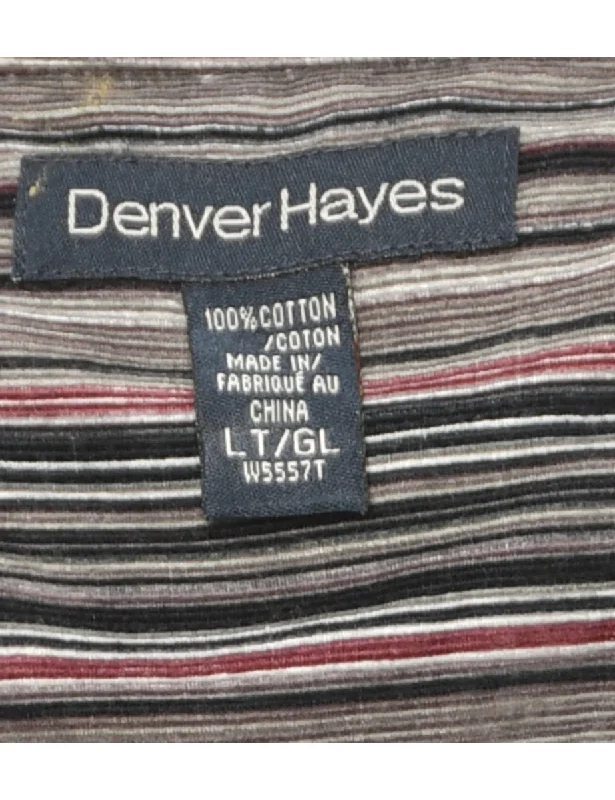 Denver Hayes
100% COTTON
/COTON
MADE IN/
FABRIQUÉ AU
CHINA
LT/GL
W5557T